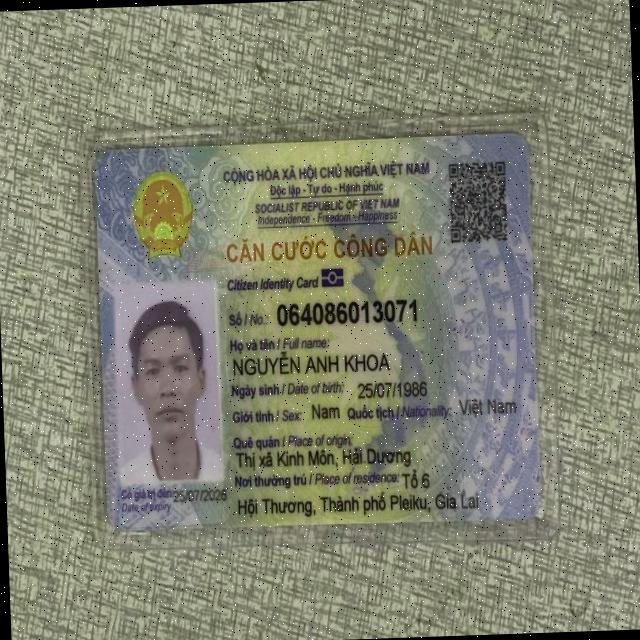 CỘNG HÒA XÃ HỘI CHỦ NGHĨA VIỆT NAM
Độc lập - Tự do - Hạnh phúc
SOCIALIST REPUBLIC OF VIET NAM
Independence - Freedom - Happiness
CĂN CƯỚC CÔNG DÂN
Citizen Identity Card
Số / No.: 064086013071
Họ và tên / Full name:
NGUYỄN ANH KHOA
Ngày sinh / Date of birth: 25/07/1986
Giới tính / Sex: Nam Quốc tịch / Nationality: Việt Nam
Quê quán / Place of origin:
Thị xã Kinh Môn, Hải Dương
Nơi thường trú / Place of residence: Tổ 6
Hội Thương, Thành phố Pleiku, Gia Lai
Có giá trị đến: 25/07/2026
Date of expiry